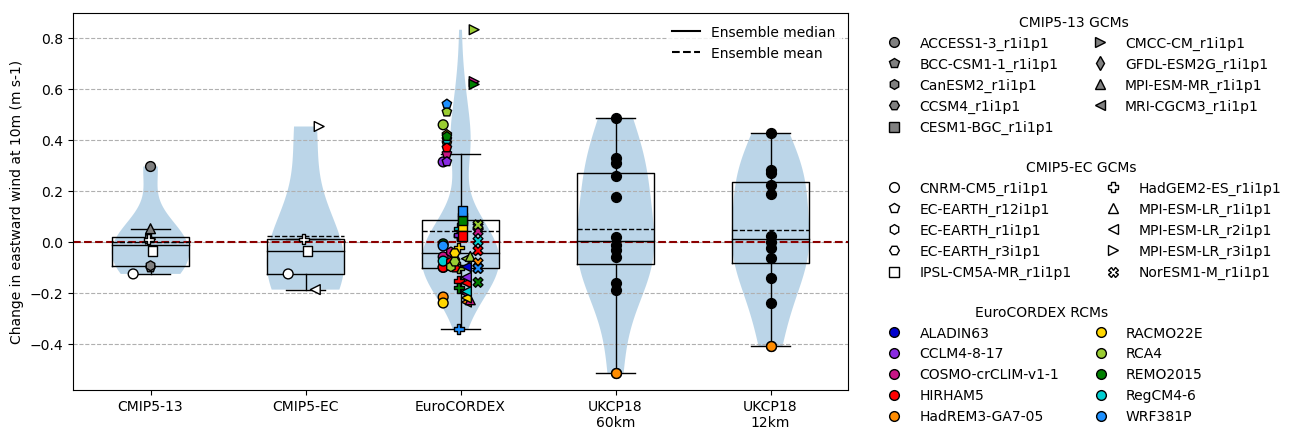 Change in eastward wind at 10m (m s-1)
0.8
0.6
0.4
0.2
0.0
−0.2
−0.4
Ensemble median
Ensemble mean
CMIP5-13
CMIP5-EC
EuroCORDEX
UKCP18
60km
UKCP18
12km
CMIP5-13 GCMs
ACCESS1-3_r1i1p1
BCC-CSM1-1_r1i1p1
CanESM2_r1i1p1
CCSM4_r1i1p1
CESM1-BGC_r1i1p1
CMCC-CM_r1i1p1
GFDL-ESM2G_r1i1p1
MPI-ESM-MR_r1i1p1
MRI-CGCM3_r1i1p1
CMIP5-EC GCMs
CNRM-CM5_r1i1p1
EC-EARTH_r12i1p1
EC-EARTH_r1i1p1
EC-EARTH_r3i1p1
IPSL-CM5A-MR_r1i1p1
HadGEM2-ES_r1i1p1
MPI-ESM-LR_r1i1p1
MPI-ESM-LR_r2i1p1
MPI-ESM-LR_r3i1p1
NorESM1-M_r1i1p1
EuroCORDEX RCMs
ALADIN63
CCLM4-8-17
COSMO-crCLIM-v1-1
HIRHAM5
HadREM3-GA7-05
RACMO22E
RCA4
REMO2015
RegCM4-6
WRF381P